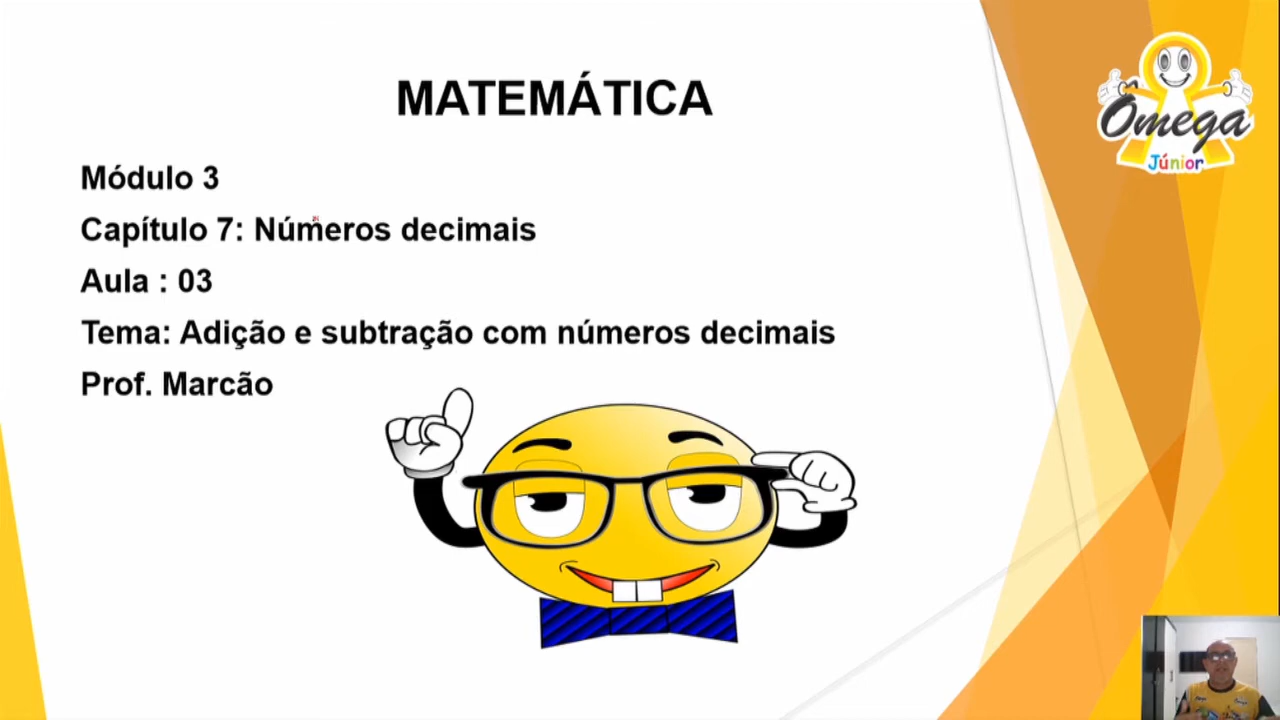 MATEMÁTICA
Ômega
Júnior
Módulo 3
Capítulo 7: Números decimais
Aula : 03
Tema: Adição e subtração com números decimais
Prof. Marcão